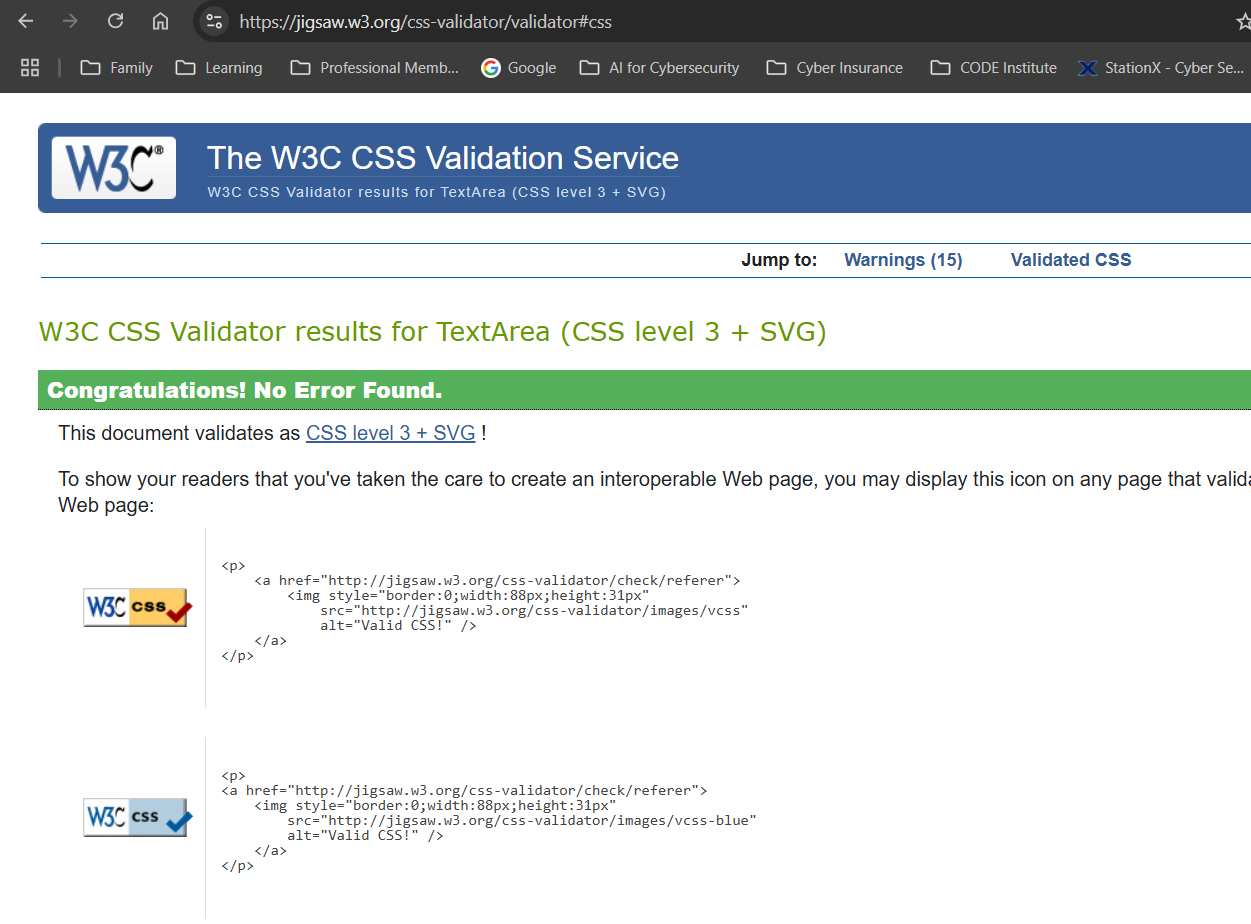 https://jigsaw.w3.org/css-validator/validator#css
Family Learning Professional Memb... Google AI for Cybersecurity Cyber Insurance CODE Institute StationX - Cyber Se...
W3C® The W3C CSS Validation Service
W3C CSS Validator results for TextArea (CSS level 3 + SVG)
Jump to: Warnings (15) Validated CSS
W3C CSS Validator results for TextArea (CSS level 3 + SVG)
Congratulations! No Error Found.
This document validates as CSS level 3 + SVG !
To show your readers that you've taken the care to create an interoperable Web page, you may display this icon on any page that valida
Web page:
W3C css
<p>
    <a href="http://jigsaw.w3.org/css-validator/check/referer">
        <img style="border:0;width:88px;height:31px"
            src="http://jigsaw.w3.org/css-validator/images/vcss"
            alt="Valid CSS!" />
    </a>
</p>
W3C css
<p>
<a href="http://jigsaw.w3.org/css-validator/check/referer">
    <img style="border:0;width:88px;height:31px"
        src="http://jigsaw.w3.org/css-validator/images/vcss-blue"
        alt="Valid CSS!" />
    </a>
</p>